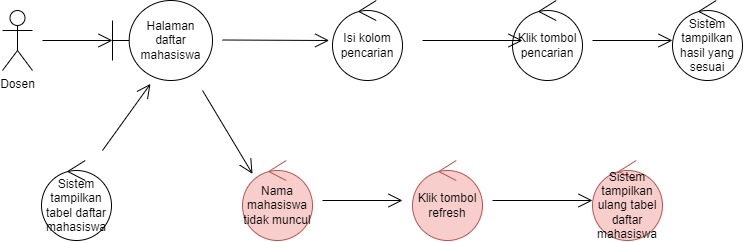 Dosen
Halaman
daftar
mahasiswa
Isi kolom
pencarian
Klik tombol
pencarian
Sistem
tampilkan
hasil yang
sesuai
Sistem
tampilkan
tabel daftar
mahasiswa
Nama
mahasiswa
tidak muncul
Klik tombol
refresh
Sistem
tampilkan
ulang tabel
daftar
mahasiswa